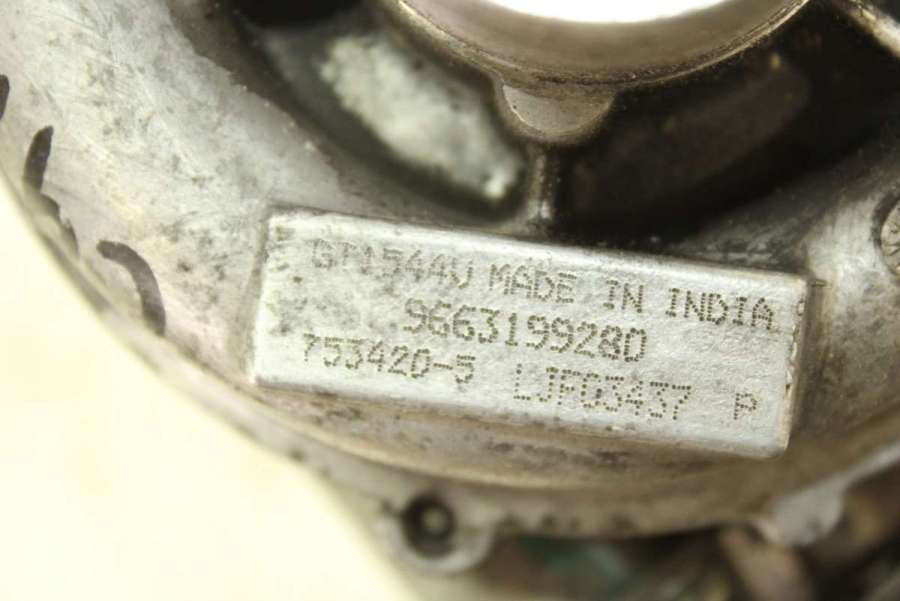 GT1544V MADE IN INDIA
9663199280
753420-5 LJF03437 P